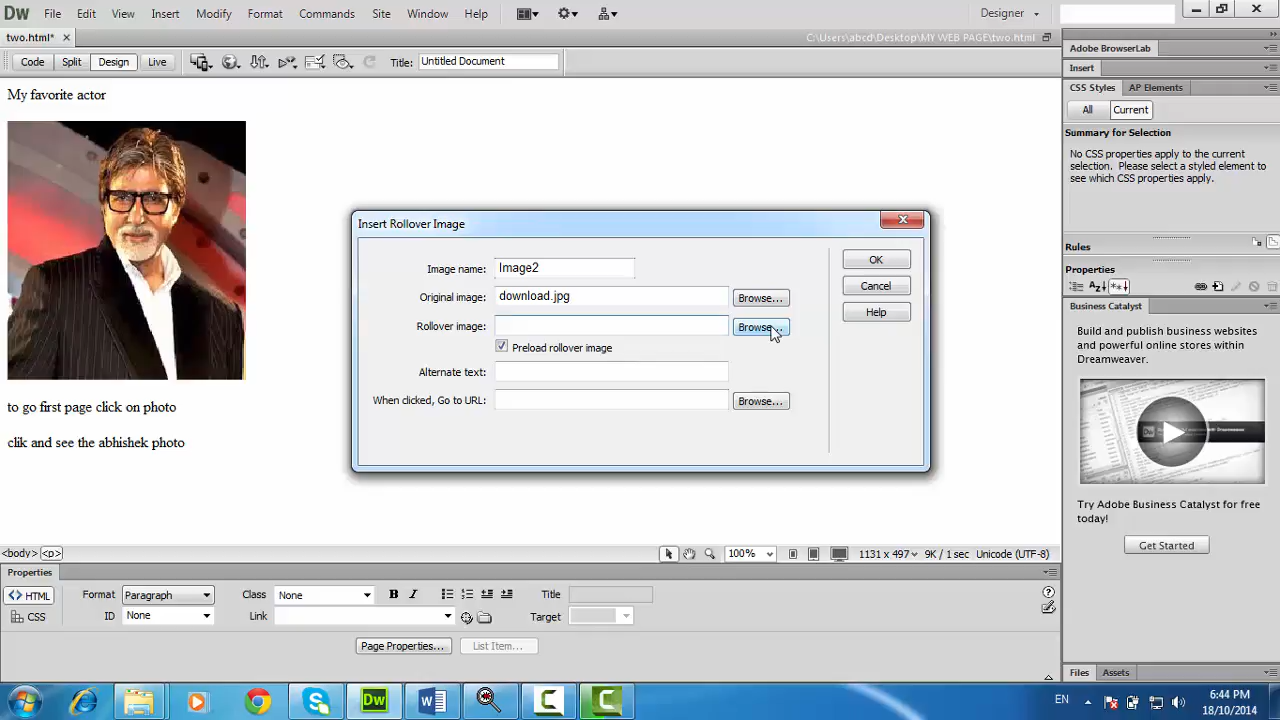 DW File Edit View Insert Modify Format Commands Site Window Help Designer
two.html* C:\Users\abcd\Desktop\MY WEB PAGE\two.html
Code Split Design Live Title: Untitled Document
My favorite actor
to go first page click on photo
clik and see the abhishek photo
Insert Rollover Image
Image name: Image2
Original image: download.jpg Browse...
Rollover image: Browse...
Preload rollover image
Alternate text:
When clicked, Go to URL: Browse...
OK
Cancel
Help
Adobe BrowserLab
Insert
CSS Styles AP Elements
All Current
Summary for Selection
No CSS properties apply to the current
selection. Please select a styled element to
see which CSS properties apply.
Rules
Properties
Az↓ **↓
Business Catalyst
Build and publish business websites
and powerful online stores within
Dreamweaver.
Dw
Try Adobe Business Catalyst for free
today!
Get Started
Files Assets
<body> <p> 100% 1131 x 497 9K / 1 sec Unicode (UTF-8)
Properties
<> HTML Format Paragraph Class None B I Title
CSS ID None Link Target
Page Properties... List Item...
Dw W C C EN 6:44 PM
18/10/2014